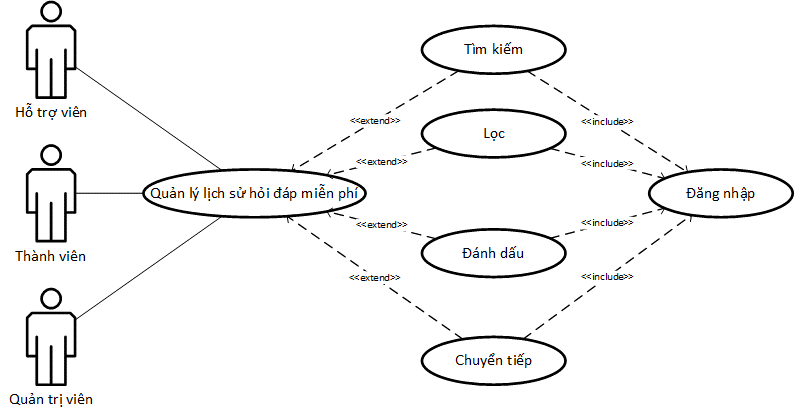 Tìm kiếm
Hỗ trợ viên
<<extend>>
<<include>>
Lọc
<<extend>>
<<include>>
Quản lý lịch sử hỏi đáp miễn phí
Đăng nhập
Thành viên
<<extend>>
<<include>>
Đánh dấu
<<extend>>
<<include>>
Chuyển tiếp
Quản trị viên